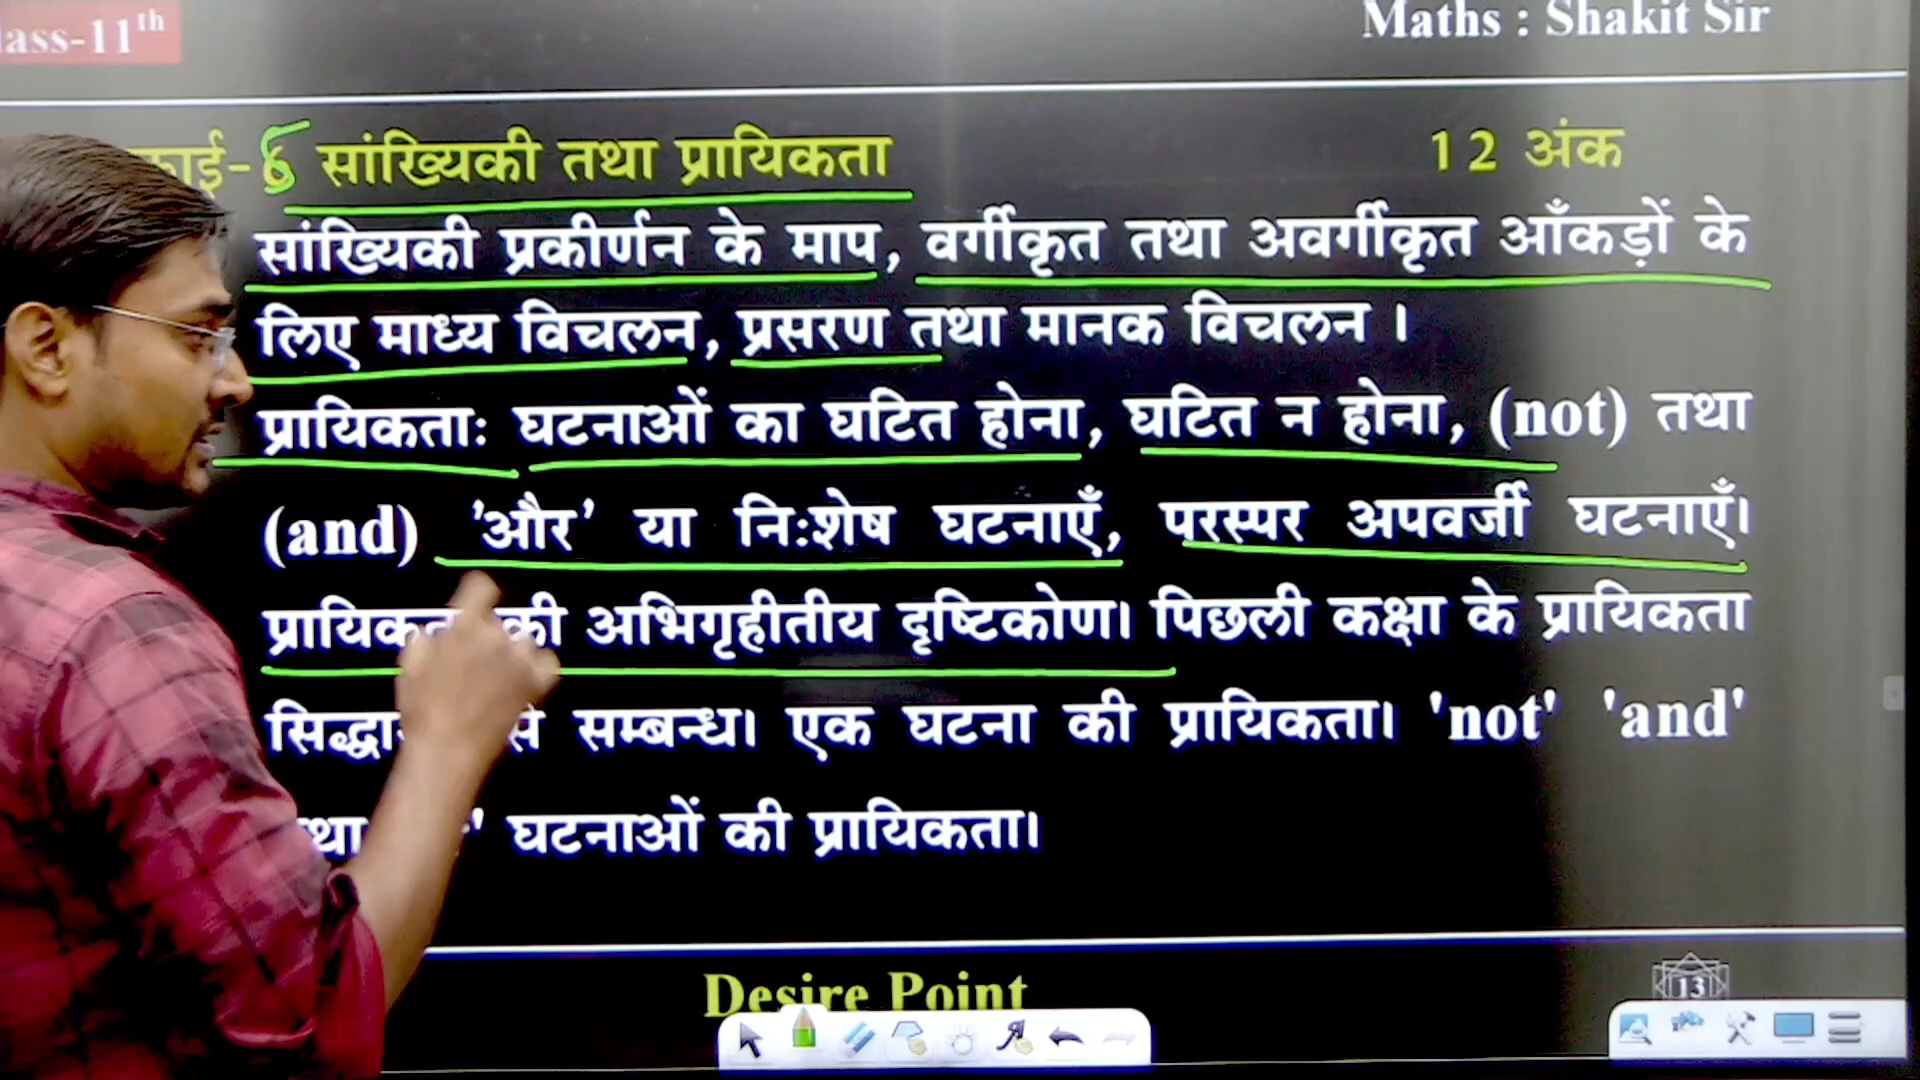 lass-11th
Maths : Shakit Sir
काई-6 सांख्यिकी तथा प्रायिकता 12 अंक
सांख्यिकी प्रकीर्णन के माप, वर्गीकृत तथा अवर्गीकृत आँकड़ों के
लिए माध्य विचलन, प्रसरण तथा मानक विचलन ।
प्रायिकताः घटनाओं का घटित होना, घटित न होना, (not) तथा
(and) 'और' या नि:शेष घटनाएँ, परस्पर अपवर्जी घटनाएँ।
की अभिगृहीतीय दृष्टिकोण। पिछली कक्षा के प्रायिकता
से सम्बन्ध। एक घटना की प्रायिकता। 'not' 'and'
घटनाओं की प्रायिकता।
Desire Point
13